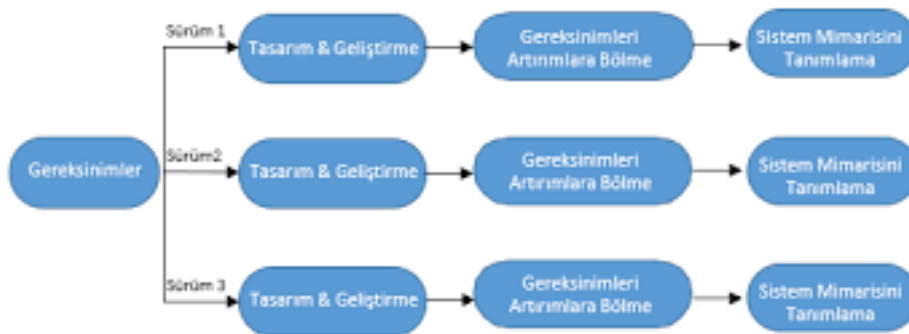 Sürüm 1
Tasarım & Geliştirme
Gereksinimleri
Artırımlara Bölme
Sistem Mimarisini
Tanımlama
Gereksinimler
Sürüm2
Tasarım & Geliştirme
Gereksinimleri
Artırımlara Bölme
Sistem Mimarisini
Tanımlama
Sürüm 3
Tasarım & Geliştirme
Gereksinimleri
Artırımlara Bölme
Sistem Mimarisini
Tanımlama